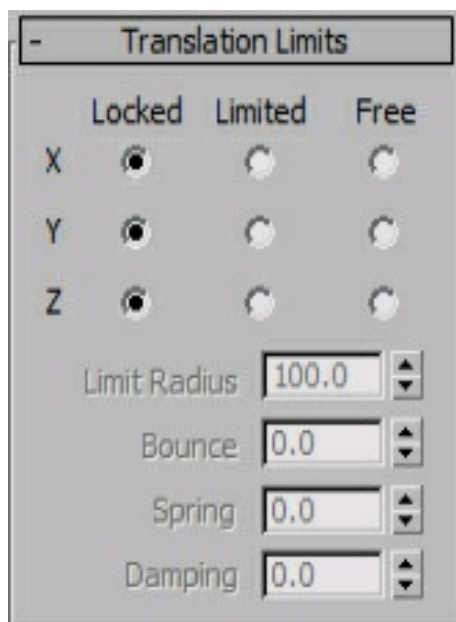 - Translation Limits
Locked Limited Free
X
Y
Z
Limit Radius 100.0
Bounce 0.0
Spring 0.0
Damping 0.0